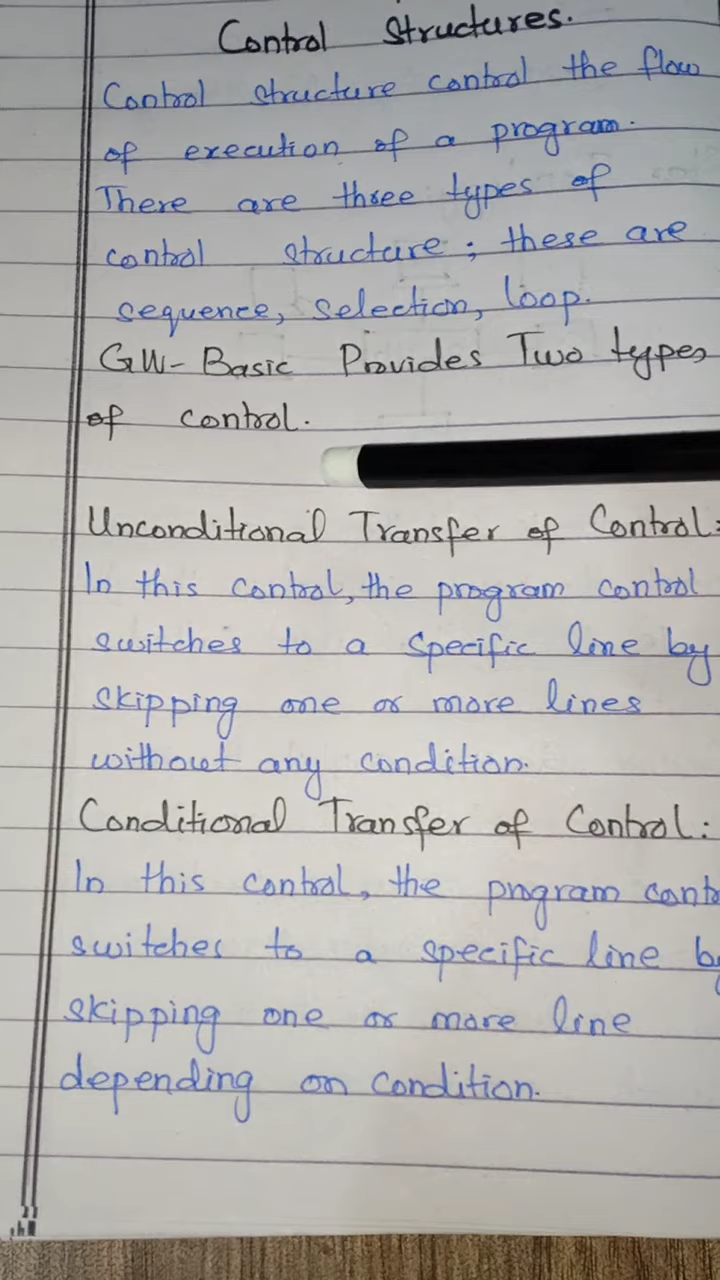 Control Structures.
Control structure control the flow
of execution of a program.
There are three types of
control structure; these are
sequence, selection, loop.
GW-Basic Provides Two types
of control.
Unconditional Transfer of Control:
In this control, the program control
switches to a specific line by
skipping one or more lines
without any condition.
Conditional Transfer of Control:
In this control, the program contr
switches to a specific line by
skipping one or more line
depending on condition.